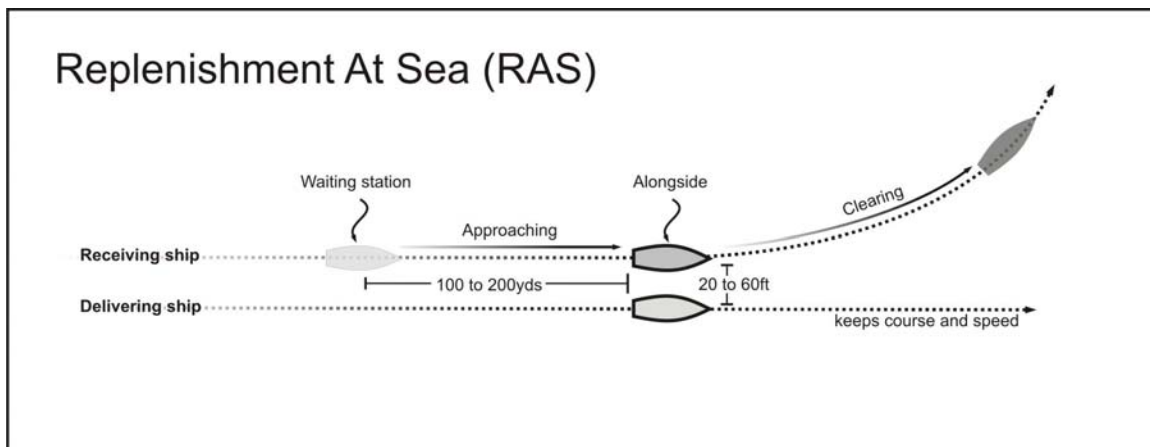 Replenishment At Sea (RAS)
Waiting station
Alongside
Clearing
Approaching
Receiving ship
100 to 200yds
20 to 60ft
Delivering ship
keeps course and speed